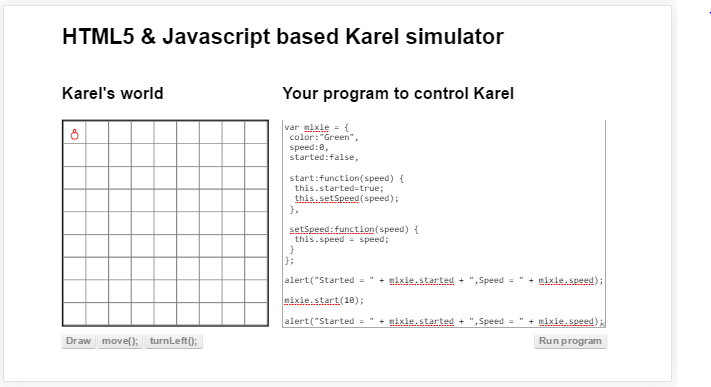 HTML5 & Javascript based Karel simulator
Karel's world
Your program to control Karel
var mixie = {
color:"Green",
speed:0,
started:false,
start:function(speed) {
this.started=true;
this.setSpeed(speed);
},
setSpeed:function(speed) {
this.speed = speed;
}
};
alert("Started = " + mixie.started + ",Speed = " + mixie.speed);
mixie.start(10);
alert("Started = " + mixie.started + ",Speed = " + mixie.speed);
Draw move(); turnLeft(); Run program